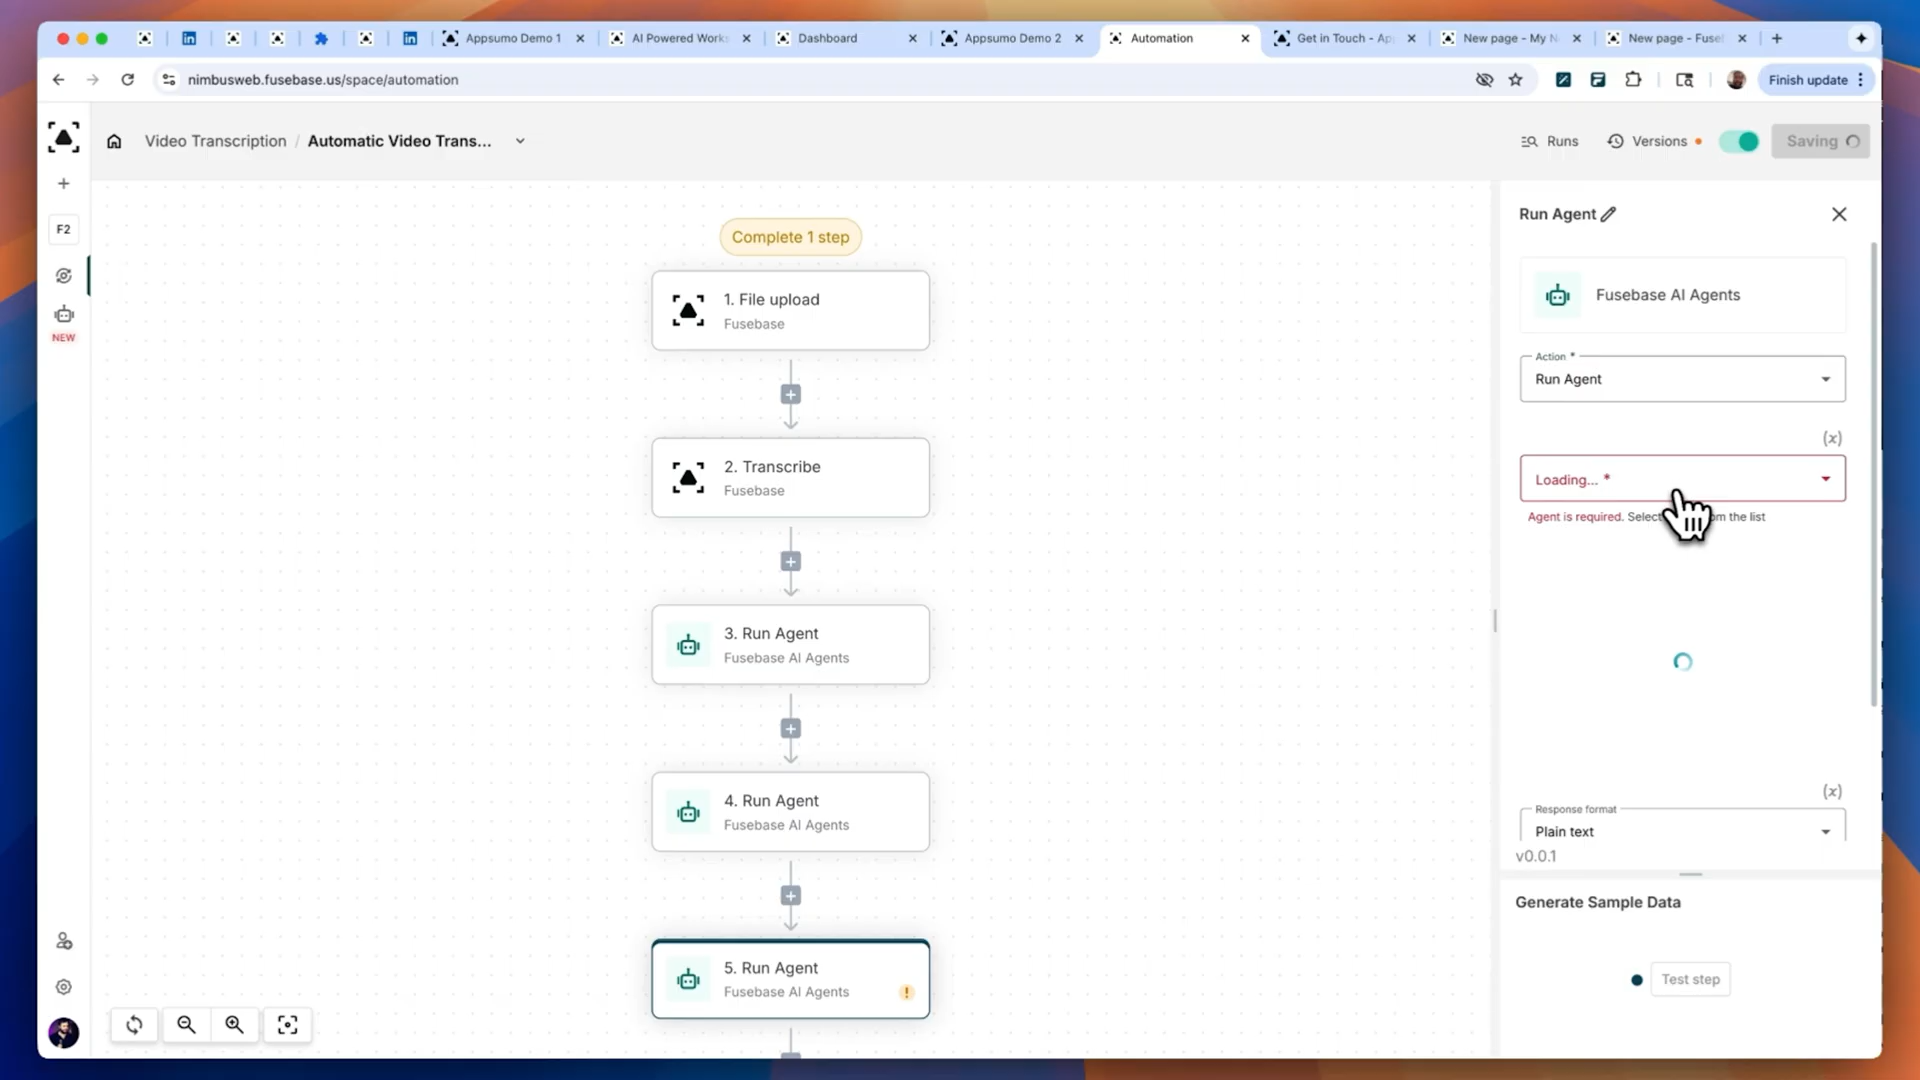 Appsumo Demo 1
AI Powered Works
Dashboard
Appsumo Demo 2
Automation
Get in Touch - Ap
New page - My N
New page - Fuse
nimbusweb.fusebase.us/space/automation
Finish update
Video Transcription / Automatic Video Trans...
Runs
Versions
Saving
F2
NEW
Complete 1 step
1. File upload
Fusebase
2. Transcribe
Fusebase
3. Run Agent
Fusebase AI Agents
4. Run Agent
Fusebase AI Agents
5. Run Agent
Fusebase AI Agents
!
Run Agent
Fusebase AI Agents
Action *
Run Agent
(x)
Loading... *
Agent is required. Select om the list
(x)
Response format
Plain text
v0.0.1
Generate Sample Data
Test step